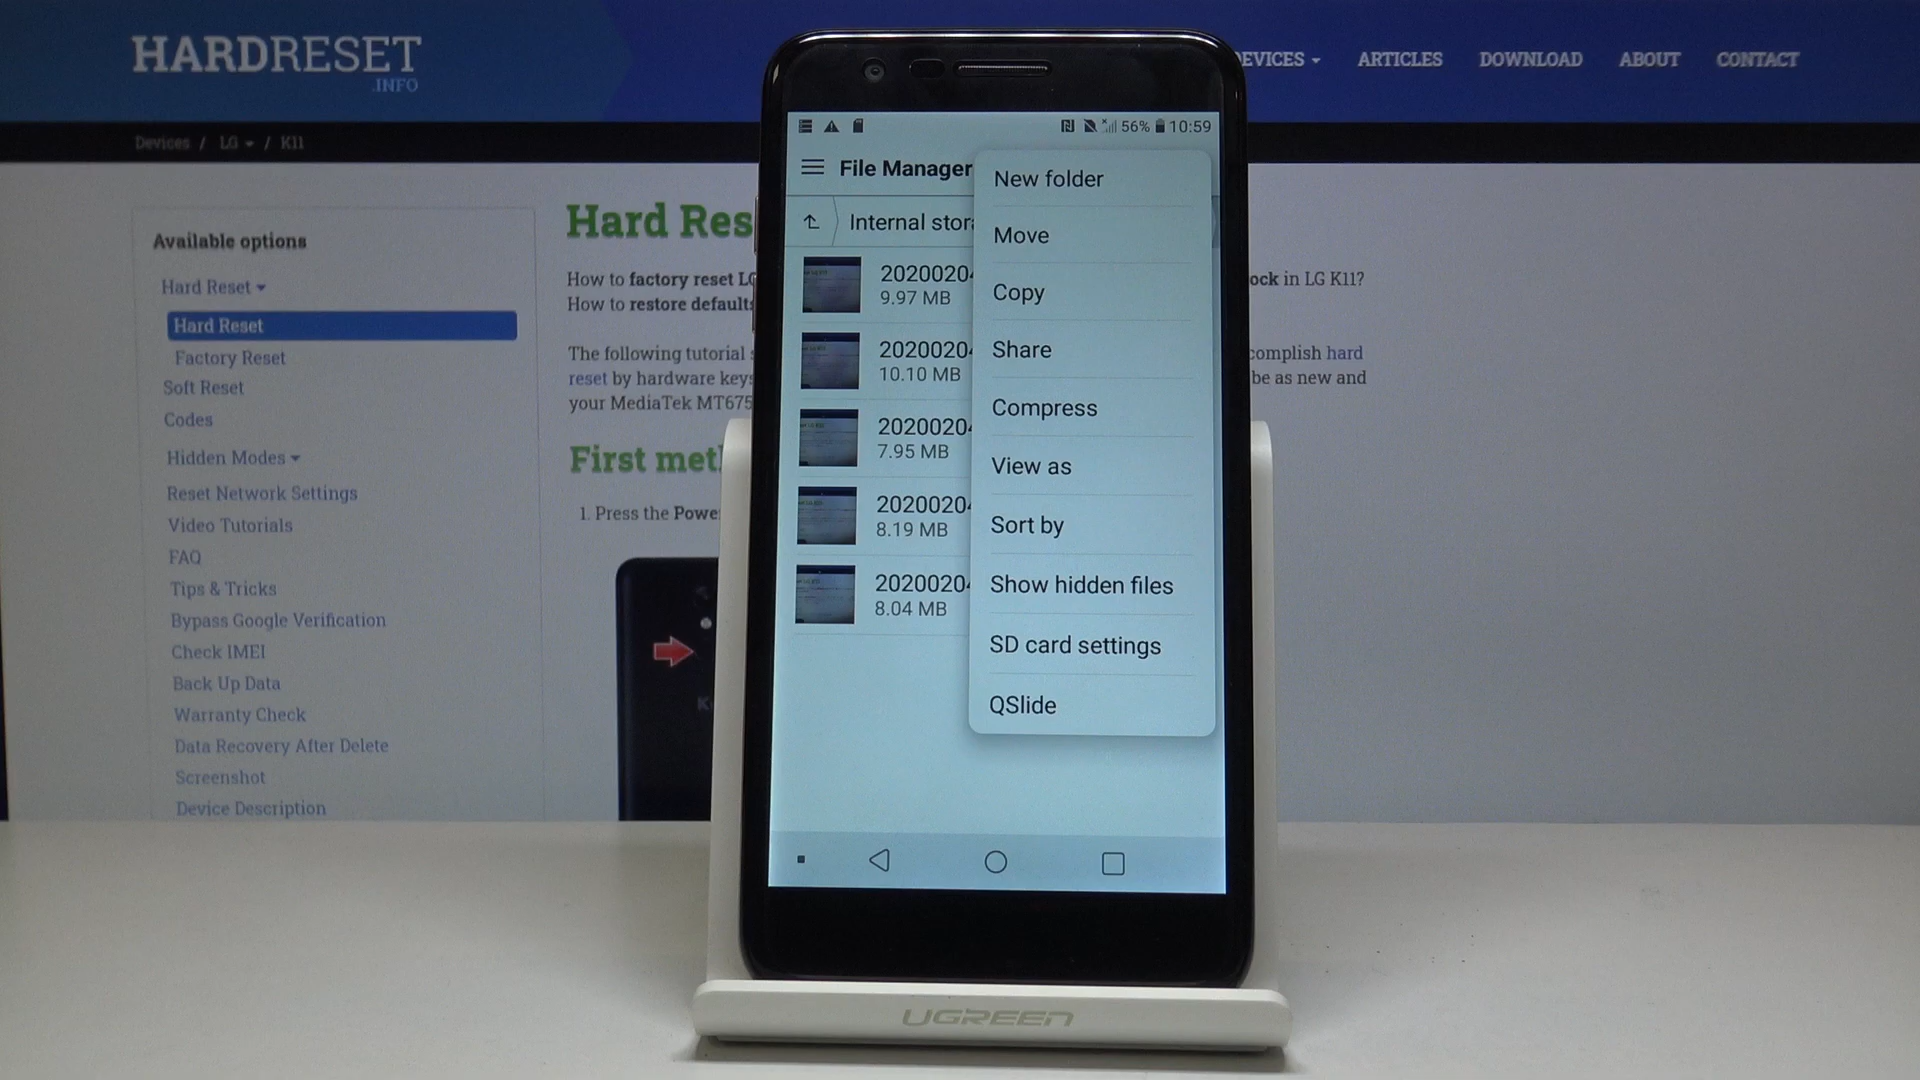 HARDRESET
.INFO
DEVICES
ARTICLES
DOWNLOAD
ABOUT
CONTACT
Devices / LG / K11
Available options
Hard Reset
Hard Reset
Factory Reset
Soft Reset
Codes
Hidden Modes
Reset Network Settings
Video Tutorials
FAQ
Tips & Tricks
Bypass Google Verification
Check IMEI
Back Up Data
Warranty Check
Data Recovery After Delete
Screenshot
Device Description
Hard Res
How to factory reset LG
How to restore defaults
ock in LG K11?
The following tutorial
complish hard
reset by hardware keys
be as new and
your MediaTek MT675
First met
1. Press the Power
56% 10:59
File Manager
Internal stor
2020020
9.97 MB
2020020
10.10 MB
2020020
7.95 MB
2020020
8.19 MB
2020020
8.04 MB
New folder
Move
Copy
Share
Compress
View as
Sort by
Show hidden files
SD card settings
QSlide
UGREEN